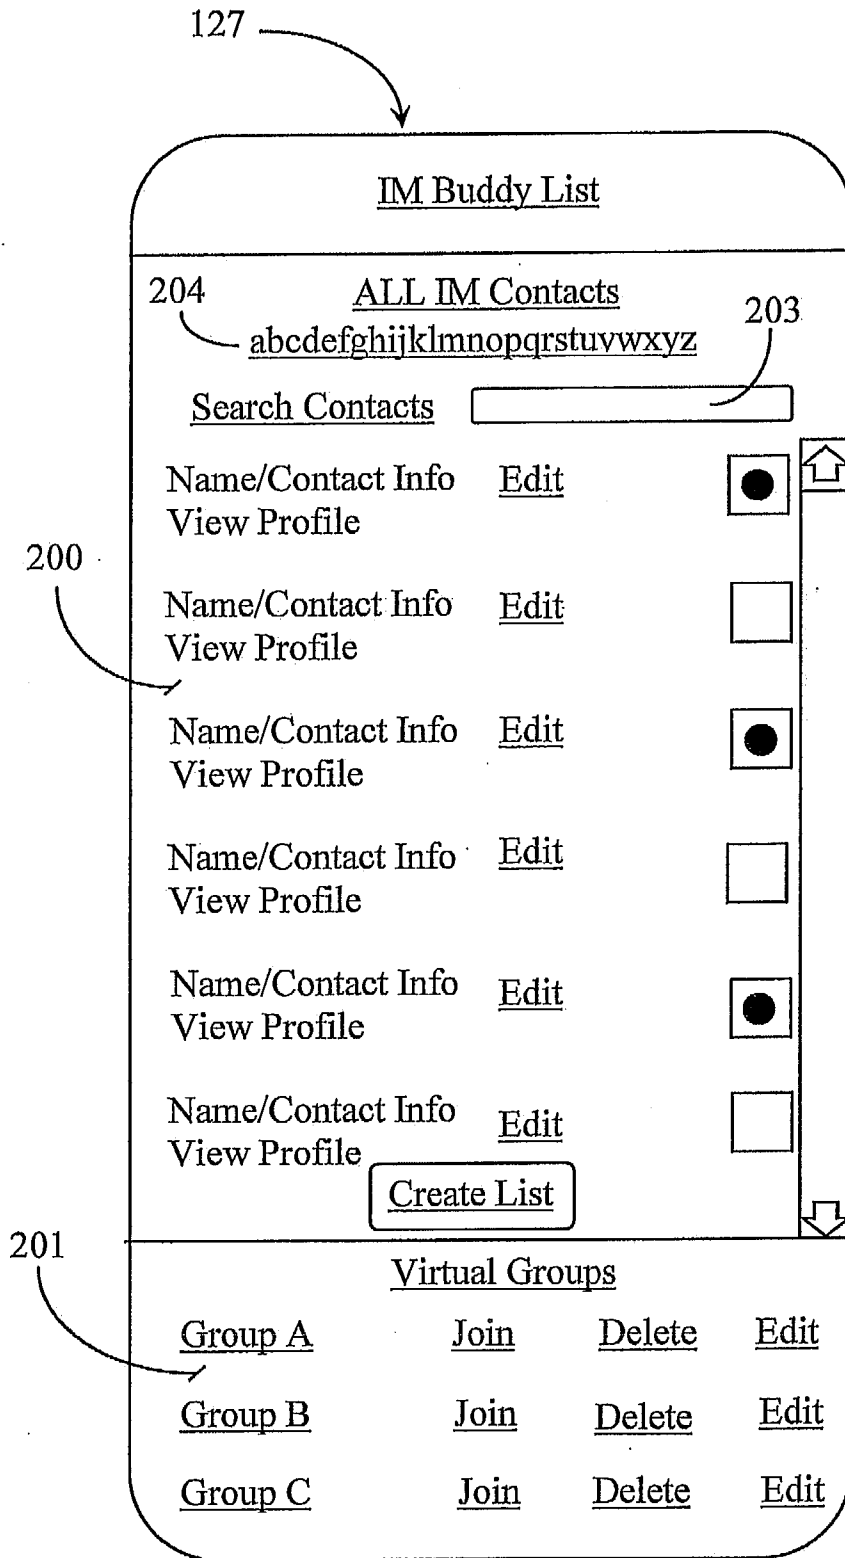 127
IM Buddy List
204 ALL IM Contacts 203
abcdefghijklmnopqrstuvwxyz
Search Contacts
Name/Contact Info Edit
View Profile
200
Name/Contact Info Edit
View Profile
Name/Contact Info Edit
View Profile
Name/Contact Info Edit
View Profile
Name/Contact Info Edit
View Profile
Name/Contact Info Edit
View Profile
Create List
201
Virtual Groups
Group A Join Delete Edit
Group B Join Delete Edit
Group C Join Delete Edit